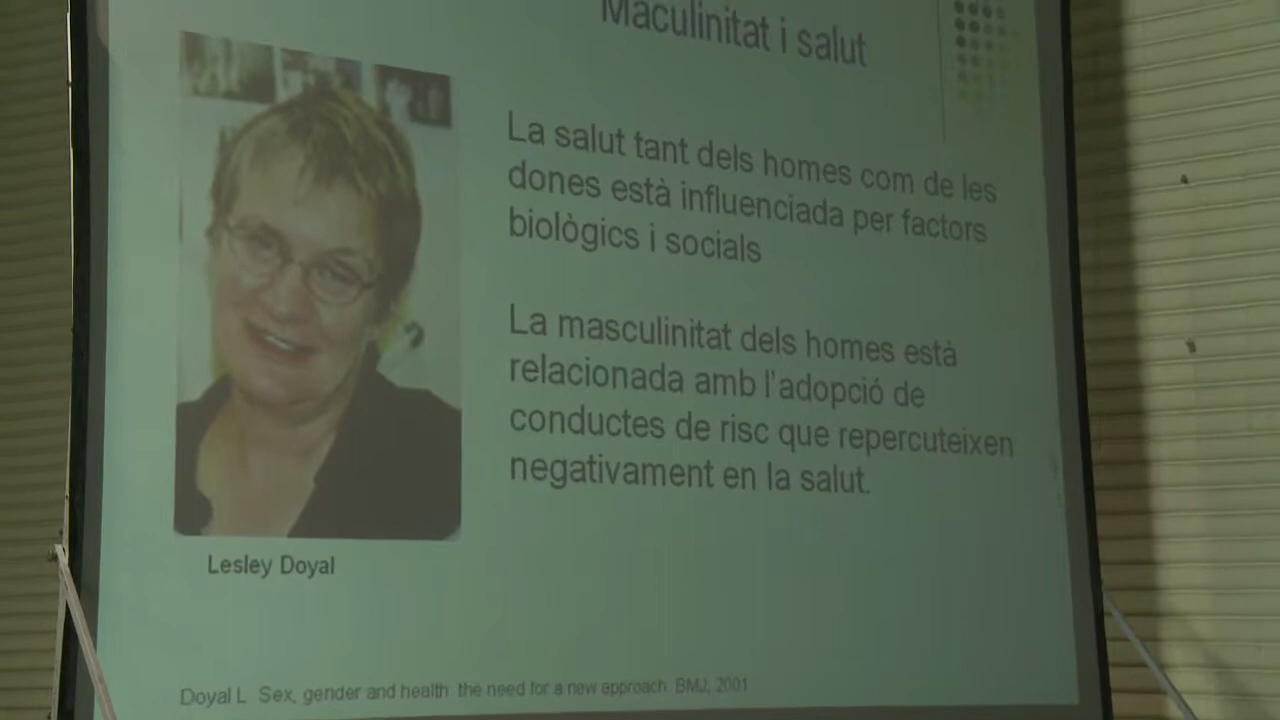 Maculinitat i salut
La salut tant dels homes com de les
dones està influenciada per factors
biològics i socials
La masculinitat dels homes està
relacionada amb l'adopció de
conductes de risc que repercuteixen
negativament en la salut.
Lesley Doyal
Doyal L. Sex, gender and health: the need for a new approach. BMJ, 2001